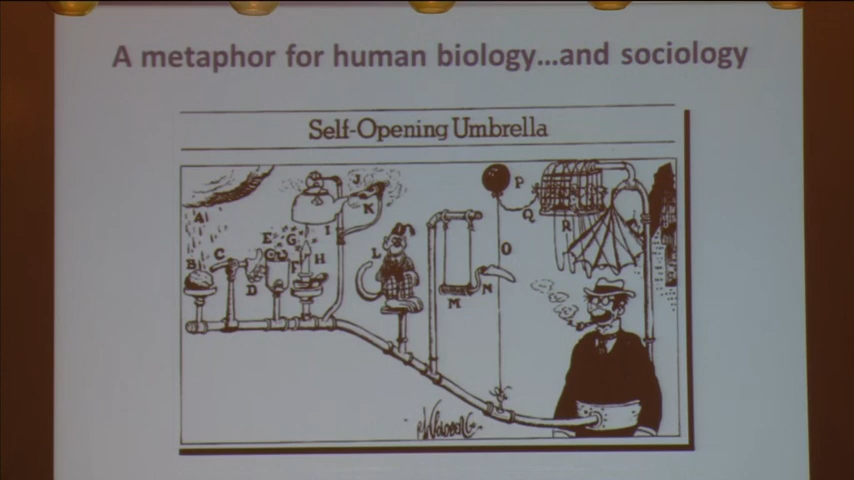 A metaphor for human biology...and sociology
Self-Opening Umbrella
A
B
C
D
E
F
G
H
I
J
K
L
M
N
O
P
Q
R